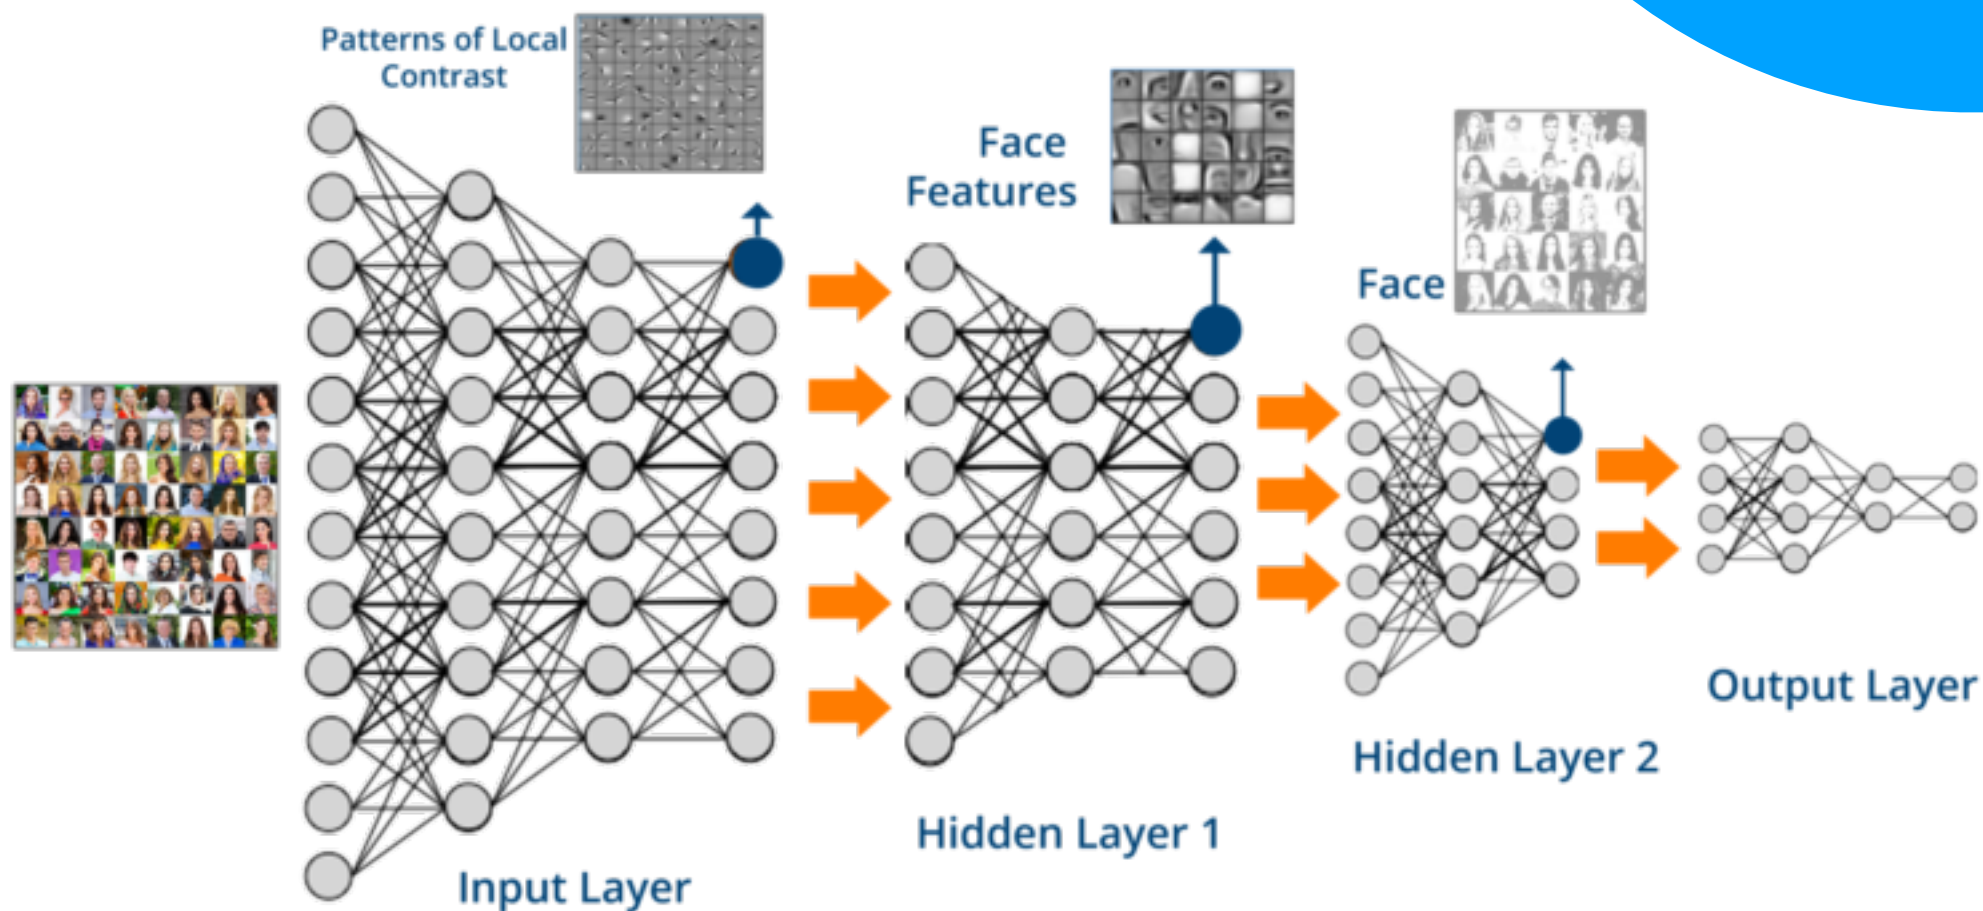 Patterns of Local
Contrast
Face
Features
Face
Input Layer
Hidden Layer 1
Hidden Layer 2
Output Layer